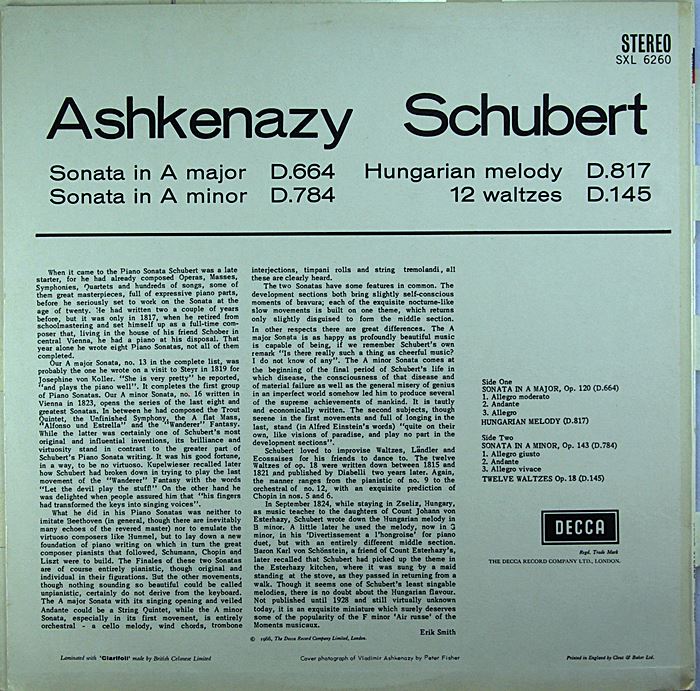 STEREO
SXL 6260
Ashkenazy Schubert
Sonata in A major D.664 Hungarian melody D.817
Sonata in A minor D.784 12 waltzes D.145
When it came to the Piano Sonata Schubert was a late
starter, for he had already composed Operas, Masses,
Symphonies, Quartets and hundreds of songs, some of
them great masterpieces, full of expressive piano parts,
before he seriously set to work on the Sonata at the
age of twenty. He had written two a couple of years
before, but it was only in 1817, when he retired from
schoolmastering and set himself up as a full-time com-
poser that, living in the house of his friend Schober in
central Vienna, he had a piano at his disposal. That
year alone he wrote eight Piano Sonatas, not all of them
completed.
Our A major Sonata, no. 13 in the complete list, was
probably the one he wrote on a visit to Steyr in 1819 for
Josephine von Koller. "She is very pretty" he reported,
"and plays the piano well". It completes the first group
of Piano Sonatas. Our A minor Sonata, no. 16 written in
Vienna in 1823, opens the series of the last eight and
greatest Sonatas. In between he had composed the Trout
Quintet, the Unfinished Symphony, the A flat Mass,
"Alfonso und Estrella" and the "Wanderer" Fantasy.
While the latter was certainly one of Schubert's most
original and influential inventions, its brilliance and
virtuosity stand in contrast to the greater part of
Schubert's Piano Sonata writing. It was his good fortune,
in a way, to be no virtuoso. Kupelwieser recalled later
how Schubert had broken down in trying to play the last
movement of the "Wanderer" Fantasy with the words
"Let the devil play the stuff!" On the other hand he
was delighted when people assured him that "his fingers
had transformed the keys into singing voices".
What he did in his Piano Sonatas was neither to
imitate Beethoven (in general, though there are inevitably
many echoes of the revered master) nor to emulate the
virtuoso composers like Hummel, but to lay down a new
foundation of piano writing on which in turn the great
composer pianists that followed, Schumann, Chopin and
Liszt were to build. The Finales of these two Sonatas
are of course entirely pianistic, though original and
individual in their figurations. But the other movements,
though nothing sounding so beautiful could be called
unpianistic, certainly do not derive from the keyboard.
The A major Sonata with its singing opening and veiled
Andante could be a String Quintet, while the A minor
Sonata, especially in its first movement, is entirely
orchestral - a cello melody, wind chords, trombone
interjections, timpani rolls and string tremolandi, all
these are clearly heard.
The two Sonatas have some features in common. The
development sections both bring slightly self-conscious
moments of bravura; each of the exquisite nocturne-like
slow movements is built on one theme, which returns
only slightly disguised to form the middle section.
In other respects there are great differences. The A
major Sonata is as happy as profoundly beautiful music
is capable of being, if we remember Schubert's own
remark "Is there really such a thing as cheerful music?
I do not know of any". The A minor Sonata comes at
the beginning of the final period of Schubert's life in
which disease, the consciousness of that disease and
of material failure as well as the general misery of genius
in an imperfect world somehow led him to produce several
of the supreme achievements of mankind. It is tautly
and economically written. The second subjects, though
serene in the first movements and full of longing in the
last, stand (in Alfred Einstein's words) "quite on their
own, like visions of paradise, and play no part in the
development sections".
Schubert loved to improvise Waltzes, Ländler and
Ecossaises for his friends to dance to. The twelve
Waltzes of op. 18 were written down between 1815 and
1821 and published by Diabelli two years later. Again,
the manner ranges from the pianistic of no. 9 to the
orchestral of no. 12, with an exquisite prediction of
Chopin in nos. 5 and 6.
In September 1824, while staying in Zseliz, Hungary,
as music teacher to the daughters of Count Johann von
Esterhazy, Schubert wrote down the Hungarian melody in
B minor. A little later he used the melody, now in G
minor, in his 'Divertissement a l'hongroise' for piano
duet, but with an entirely different middle section.
Baron Karl von Schönstein, a friend of Count Esterhazy's,
later recalled that Schubert had picked up the theme in
the Esterhazy kitchen, where it was sung by a maid
standing at the stove, as they passed in returning from a
walk. Though it seems one of Schubert's least singable
melodies, there is no doubt about the Hungarian flavour.
Not published until 1928 and still virtually unknown
today, it is an exquisite miniature which surely deserves
some of the popularity of the F minor 'Air russe' of the
Moments musicaux.
Erik Smith
© 1966, The Decca Record Company Limited, London.
Side One
SONATA IN A MAJOR, Op. 120 (D.664)
1. Allegro moderato
2. Andante
3. Allegro
HUNGARIAN MELODY (D.817)
Side Two
SONATA IN A MINOR, Op. 143 (D.784)
1. Allegro giusto
2. Andante
3. Allegro vivace
TWELVE WALTZES Op. 18 (D.145)
DECCA
Regd. Trade Mark
THE DECCA RECORD COMPANY LTD., LONDON.
Laminated with 'Clarifoil' made by British Celanese Limited
Cover photograph of Vladimir Ashkenazy by Peter Fisher
Printed in England by Clout & Baker Ltd.